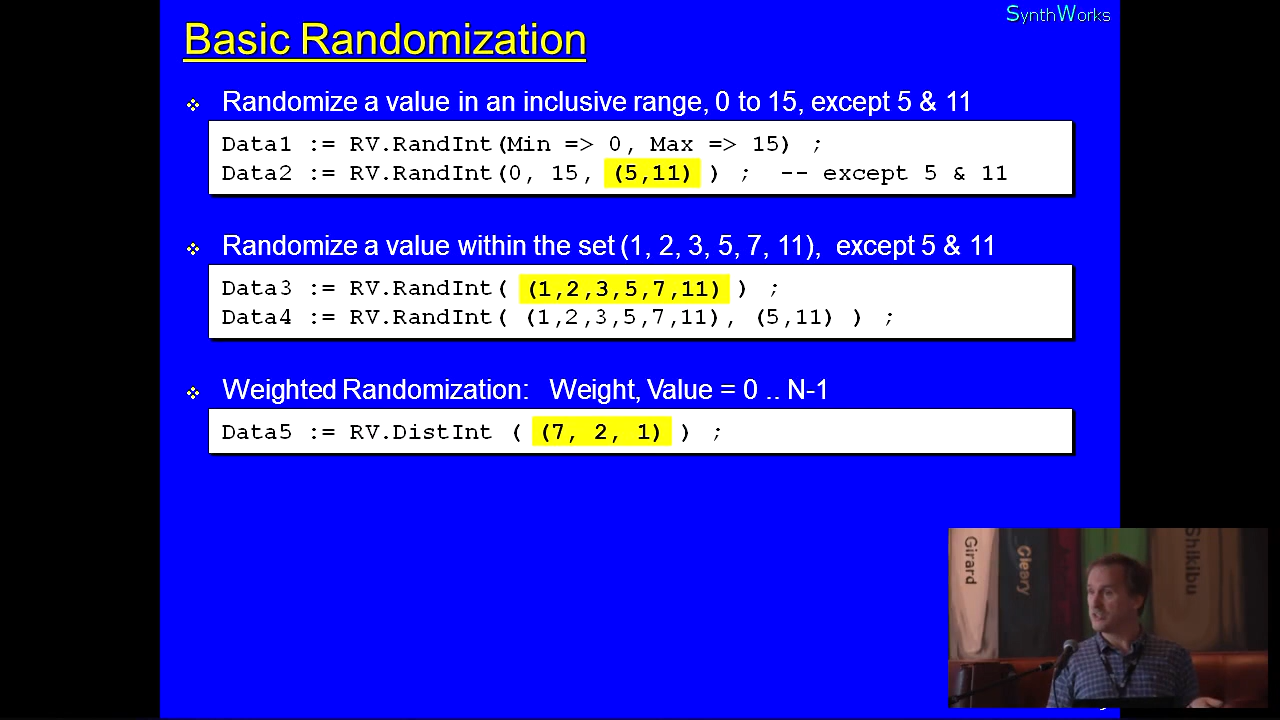 SynthWorks
Basic Randomization
Randomize a value in an inclusive range, 0 to 15, except 5 & 11
Data1 := RV.RandInt(Min => 0, Max => 15) ;
Data2 := RV.RandInt(0, 15, (5,11) ) ;  -- except 5 & 11
Randomize a value within the set (1, 2, 3, 5, 7, 11),  except 5 & 11
Data3 := RV.RandInt( (1,2,3,5,7,11) ) ;
Data4 := RV.RandInt( (1,2,3,5,7,11), (5,11) ) ;
Weighted Randomization:  Weight, Value = 0 .. N-1
Data5 := RV.DistInt ( (7, 2, 1) ) ;
Girard
Cleary
Shikibu